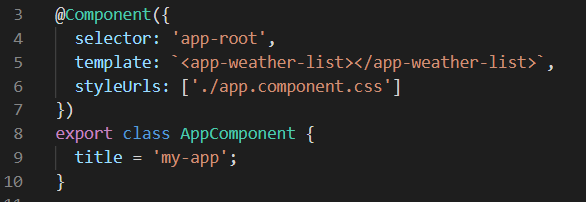 3 @Component({
4   selector: 'app-root',
5   template: `<app-weather-list></app-weather-list>`,
6   styleUrls: ['./app.component.css']
7 })
8 export class AppComponent {
9   title = 'my-app';
10 }